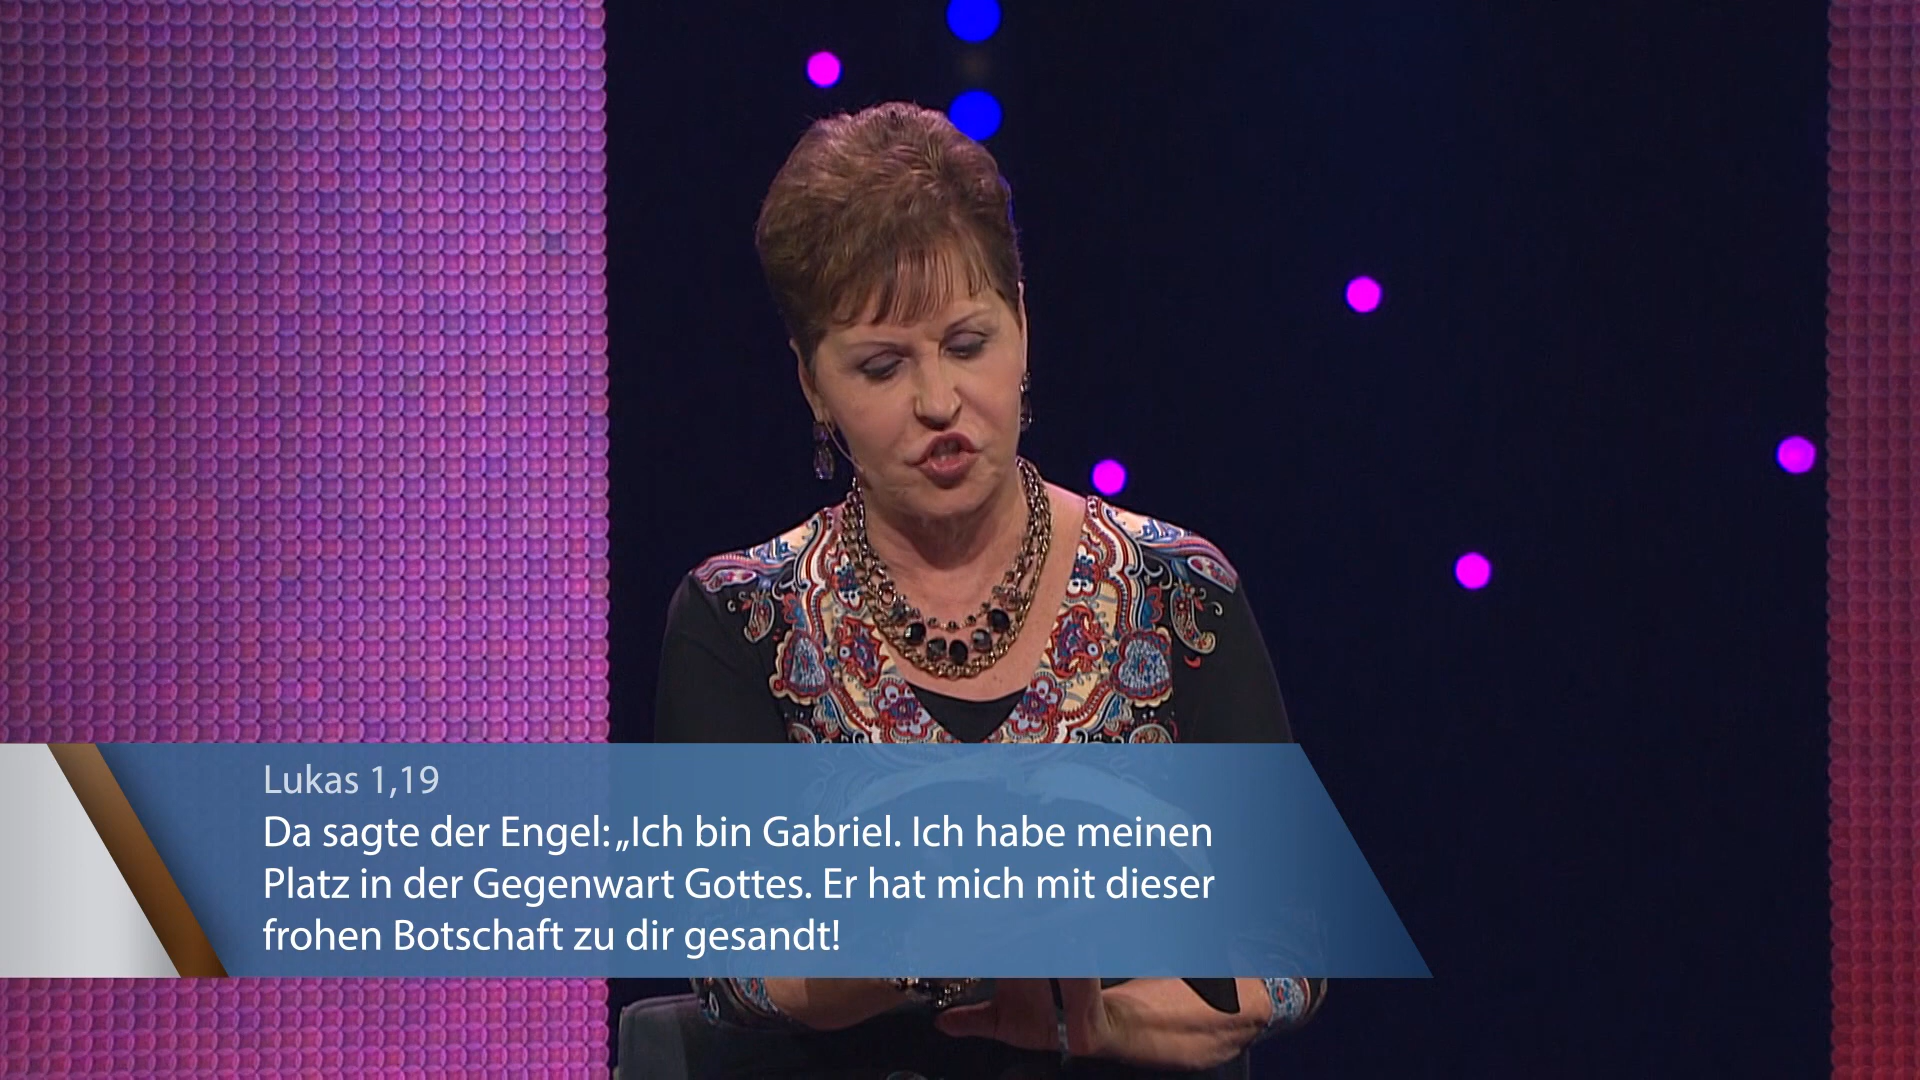 Lukas 1,19
Da sagte der Engel: „Ich bin Gabriel. Ich habe meinen
Platz in der Gegenwart Gottes. Er hat mich mit dieser
frohen Botschaft zu dir gesandt!